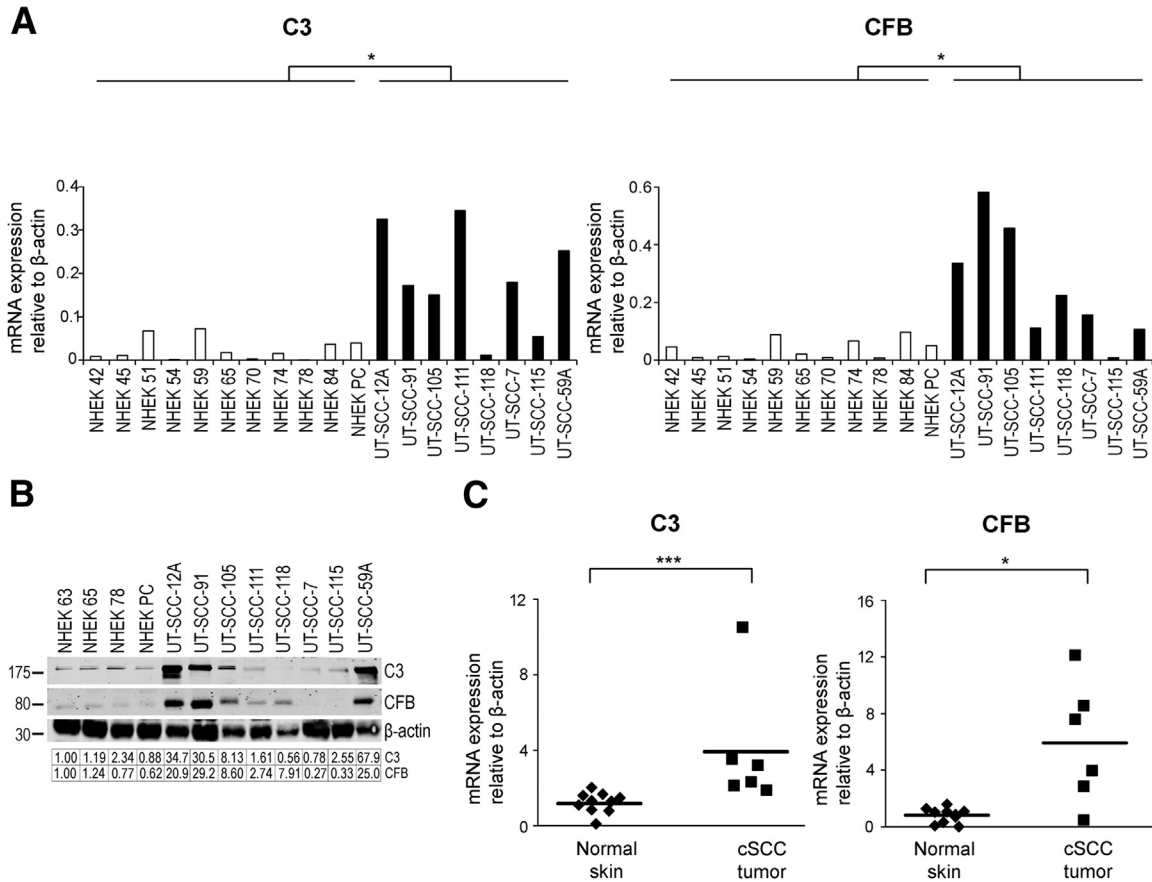 A
C3
CFB
*
*
mRNA expression
relative to β-actin
0.4
0.3
0.2
0.1
0
NHEK 42
NHEK 45
NHEK 51
NHEK 54
NHEK 59
NHEK 65
NHEK 70
NHEK 74
NHEK 78
NHEK 84
NHEK PC
UT-SCC-12A
UT-SCC-91
UT-SCC-105
UT-SCC-111
UT-SCC-118
UT-SCC-7
UT-SCC-115
UT-SCC-59A
mRNA expression
relative to β-actin
0.6
0.4
0.2
0
NHEK 42
NHEK 45
NHEK 51
NHEK 54
NHEK 59
NHEK 65
NHEK 70
NHEK 74
NHEK 78
NHEK 84
NHEK PC
UT-SCC-12A
UT-SCC-91
UT-SCC-105
UT-SCC-111
UT-SCC-118
UT-SCC-7
UT-SCC-115
UT-SCC-59A
B
NHEK 63
NHEK 65
NHEK 78
NHEK PC
UT-SCC-12A
UT-SCC-91
UT-SCC-105
UT-SCC-111
UT-SCC-118
UT-SCC-7
UT-SCC-115
UT-SCC-59A
175 C3
80 CFB
30 β-actin
1.00 1.19 2.34 0.88 34.7 30.5 8.13 1.61 0.56 0.78 2.55 67.9 C3
1.00 1.24 0.77 0.62 20.9 29.2 8.60 2.74 7.91 0.27 0.33 25.0 CFB
C
C3
***
mRNA expression
relative to β-actin
12
8
4
0
Normal
skin
cSCC
tumor
CFB
*
mRNA expression
relative to β-actin
16
12
8
4
0
Normal
skin
cSCC
tumor